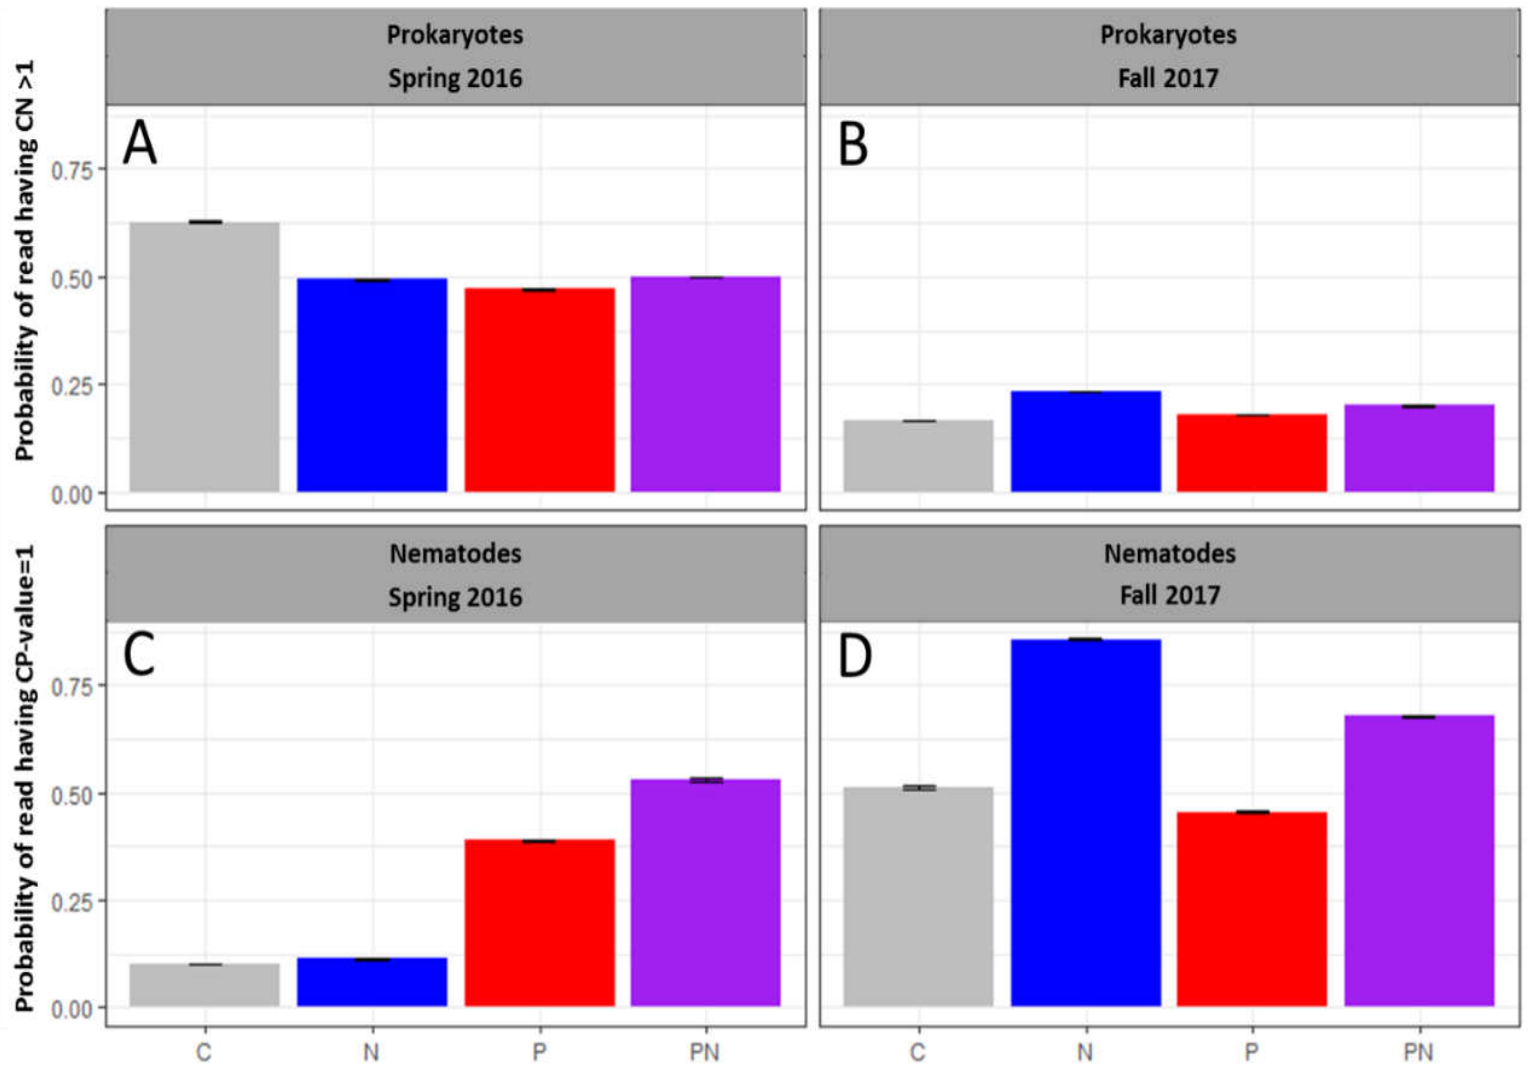 Prokaryotes
Spring 2016
Prokaryotes
Fall 2017
Probability of read having CN >1
A
B
0.75
0.50
0.25
0.00
Nematodes
Spring 2016
Nematodes
Fall 2017
Probability of read having CP-value=1
C
D
0.75
0.50
0.25
0.00
C N P PN
C N P PN